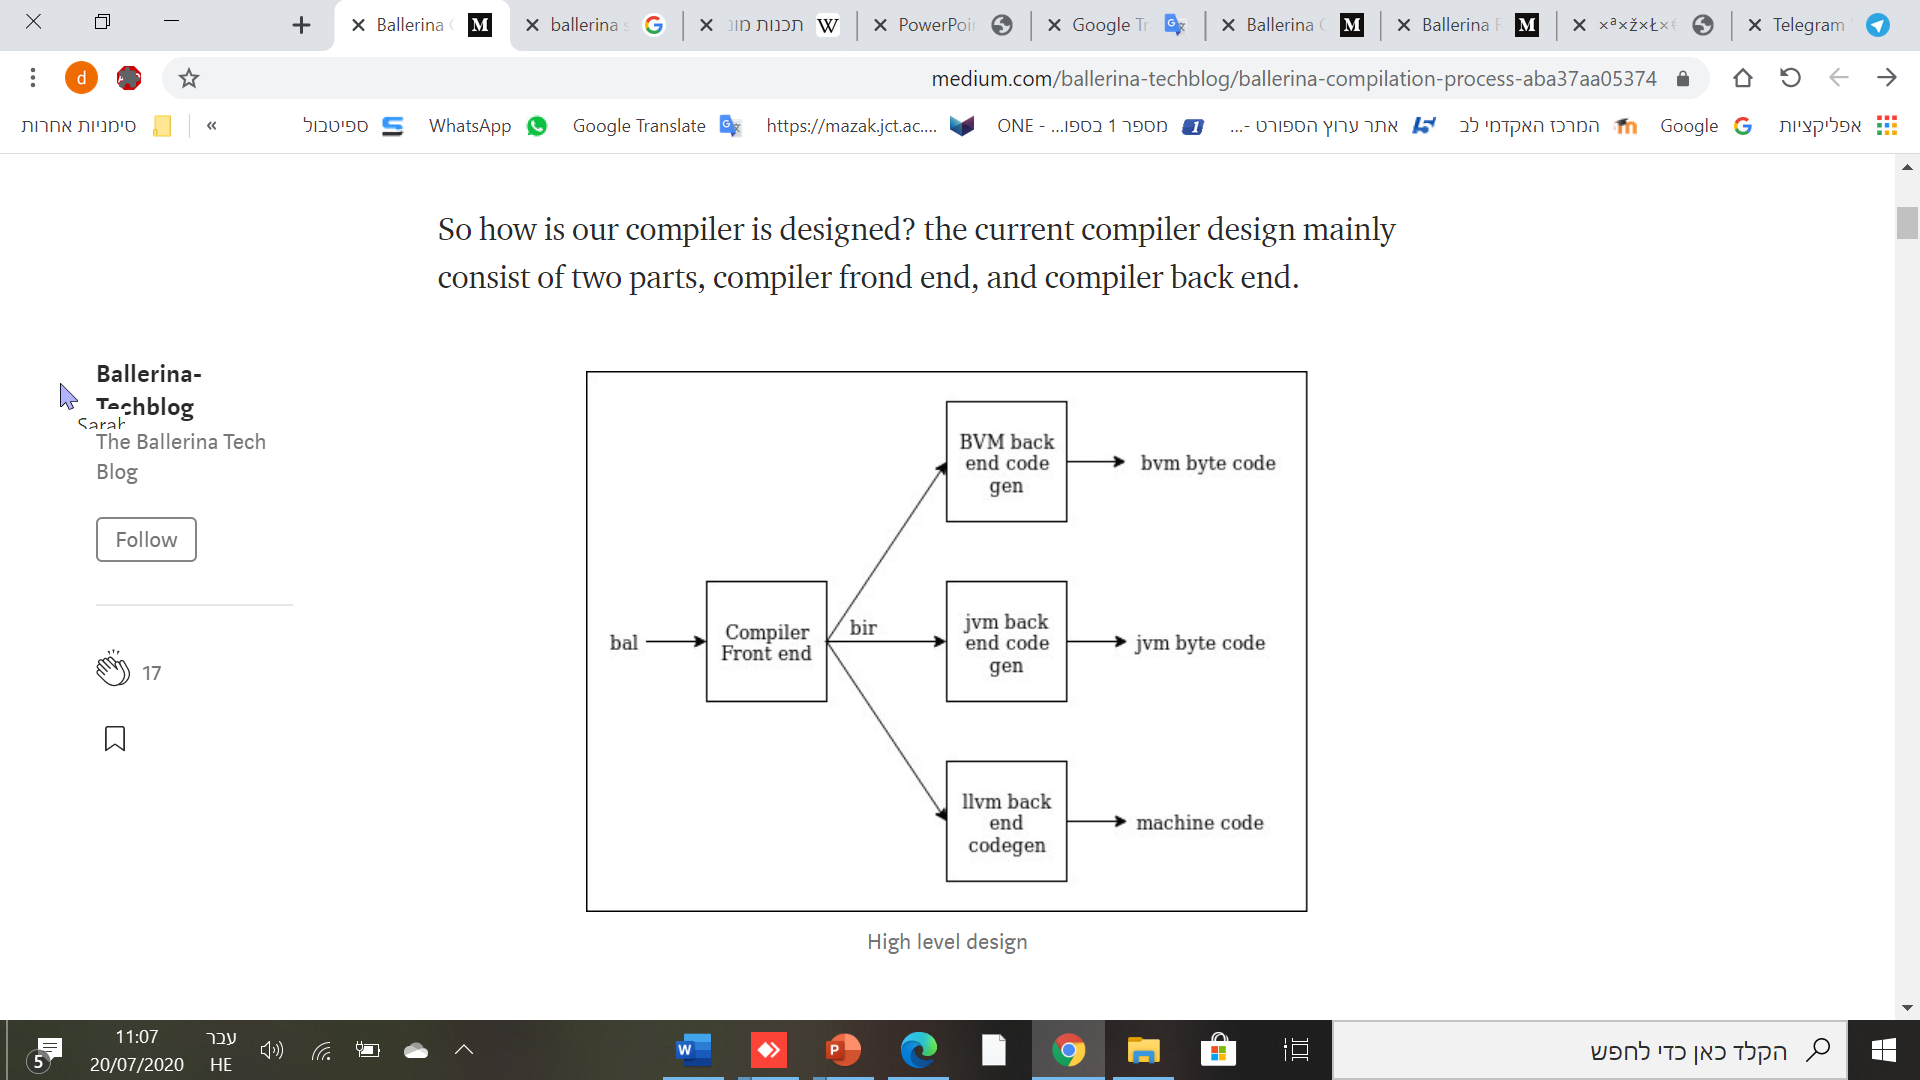 Ballerina
ballerina
תכנות מונ
PowerPoi
Google Tr
Ballerina
Ballerina
Telegram
d
medium.com/ballerina-techblog/ballerina-compilation-process-aba37aa05374
סימניות אחרות
«
ספיטבול
WhatsApp
Google Translate
https://mazak.jct.ac....
ONE - מספר 1 בספו...
אתר ערוץ הספורט -...
המרכז האקדמי לב
Google
אפליקציות
So how is our compiler is designed? the current compiler design mainly
consist of two parts, compiler frond end, and compiler back end.
Ballerina-
Techblog
Sarah
The Ballerina Tech
Blog
Follow
17
BVM back
end code
gen
bvm byte code
bal
Compiler
Front end
bir
jvm back
end code
gen
jvm byte code
llvm back
end
codegen
machine code
High level design
5
11:07
20/07/2020
עבר
HE
הקלד כאן כדי לחפש